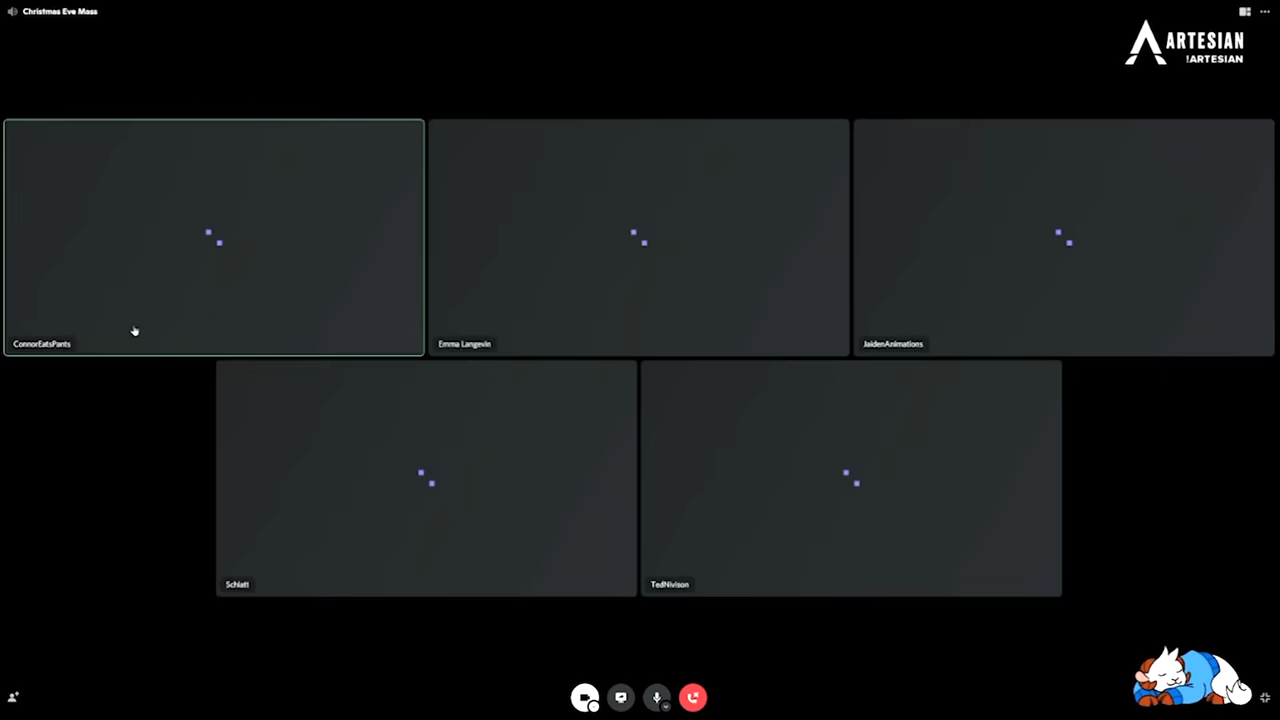 Christmas Eve Mass
ARTESIAN
!ARTESIAN
ConnorEatsPants
Emma Langevin
JaidenAnimations
Schlatt
TedNivison